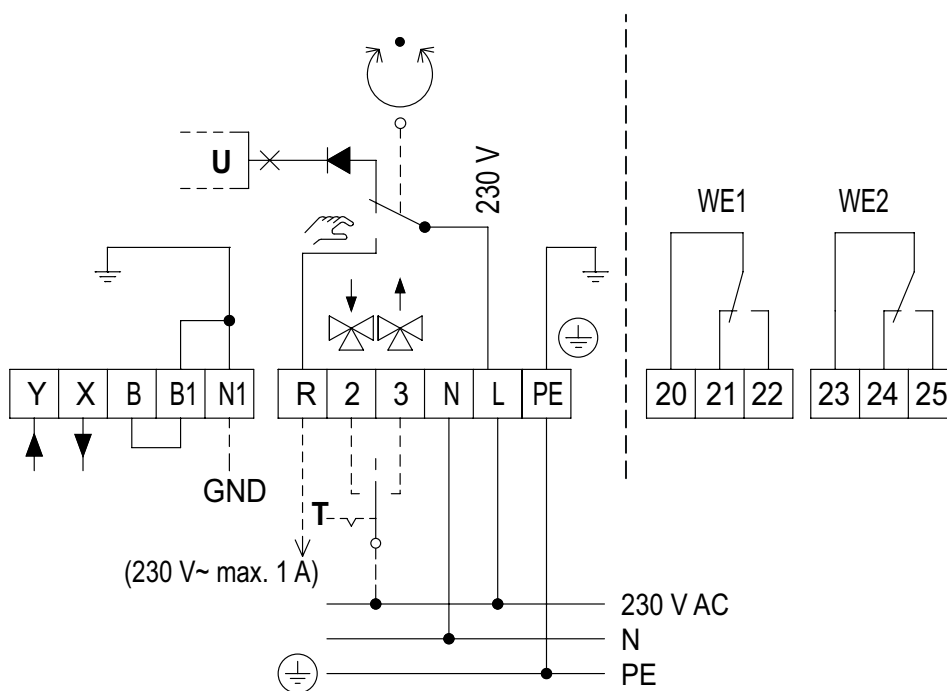 230 V
U
WE1 WE2
Y X B B1 N1 R 2 3 N L PE 20 21 22 23 24 25
GND
T
(230 V~ max. 1 A)
230 V AC
N
PE